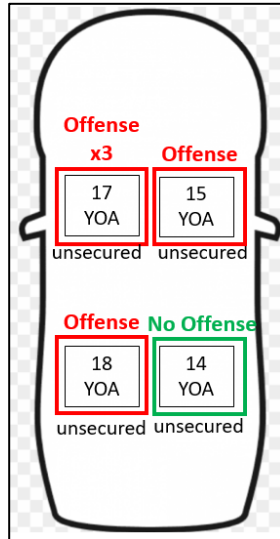 Offense
x3
Offense
17
YOA
15
YOA
unsecured
unsecured
Offense
No Offense
18
YOA
14
YOA
unsecured
unsecured